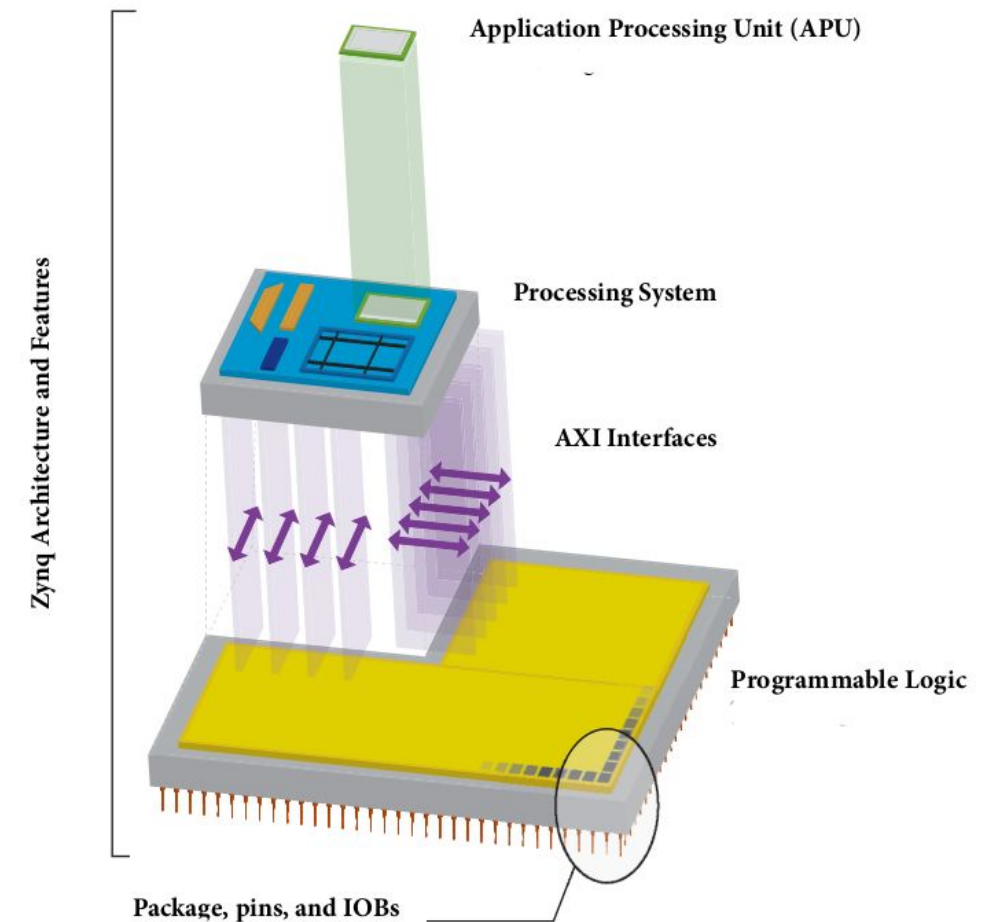 Application Processing Unit (APU)
Processing System
AXI Interfaces
Zynq Architecture and Features
Programmable Logic
Package, pins, and IOBs